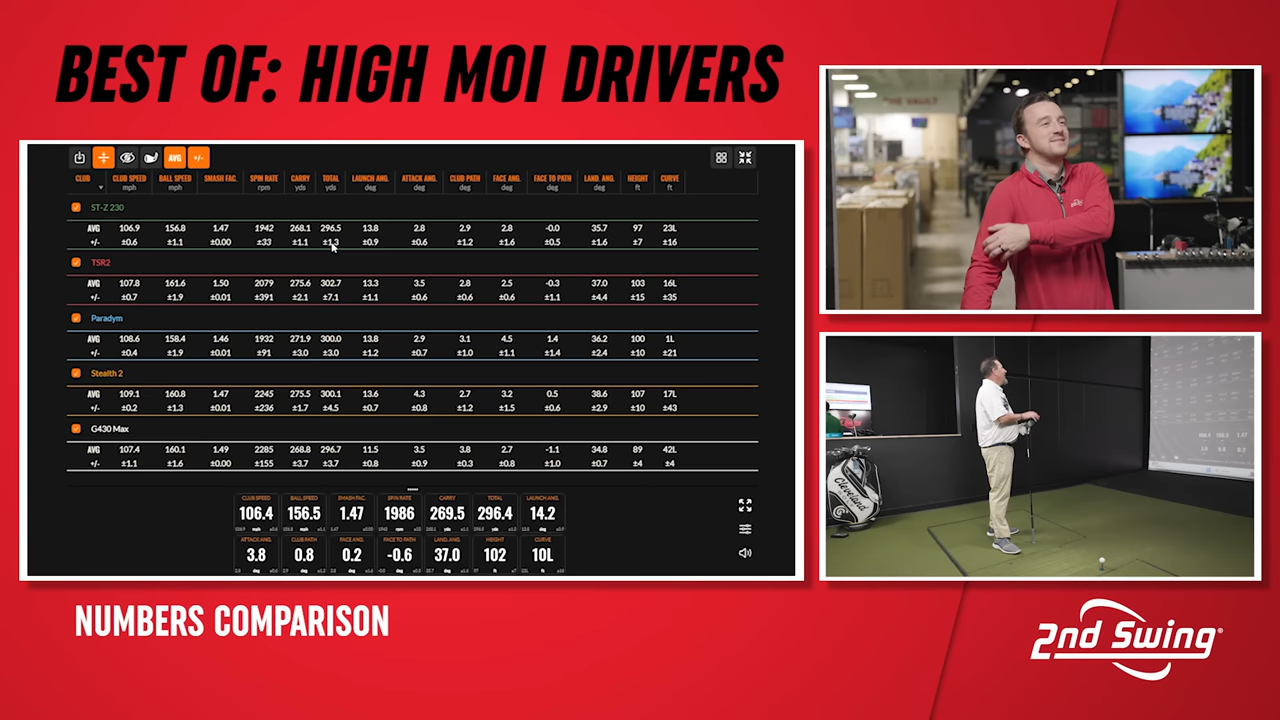 BEST OF: HIGH MOI DRIVERS
AVG +/-
CLUB CLUB SPEED BALL SPEED SMASH FAC. SPIN RATE CARRY TOTAL LAUNCH ANG. ATTACK ANG. CLUB PATH FACE ANG. FACE TO PATH LAND. ANG. HEIGHT CURVE
mph mph rpm yds yds deg deg deg deg deg deg ft ft
ST-Z 230
AVG 106.9 156.8 1.47 1942 268.1 296.5 13.8 2.8 2.9 2.8 -0.0 35.7 97 23L
+/- ±0.6 ±1.1 ±0.00 ±33 ±1.1 ±1.3 ±0.9 ±0.6 ±1.2 ±1.6 ±0.5 ±1.6 ±7 ±16
TSR2
AVG 107.8 161.6 1.50 2079 275.6 302.7 13.3 3.5 2.8 2.5 -0.3 37.0 103 16L
+/- ±0.7 ±1.9 ±0.01 ±391 ±2.1 ±7.1 ±1.1 ±0.6 ±0.6 ±0.6 ±1.1 ±4.4 ±15 ±35
Paradym
AVG 108.6 158.4 1.46 1932 271.9 300.0 13.8 2.9 3.1 4.5 1.4 36.2 100 1L
+/- ±0.4 ±1.9 ±0.01 ±91 ±3.0 ±3.0 ±1.2 ±0.7 ±1.0 ±1.1 ±1.4 ±2.4 ±10 ±21
Stealth 2
AVG 109.1 160.8 1.47 2245 275.5 300.1 13.6 4.3 2.7 3.2 0.5 38.6 107 17L
+/- ±0.2 ±1.3 ±0.01 ±236 ±1.7 ±4.5 ±0.7 ±0.8 ±1.2 ±1.5 ±0.6 ±2.9 ±10 ±43
G430 Max
AVG 107.4 160.1 1.49 2285 268.8 296.7 11.5 3.5 3.8 2.7 -1.1 34.8 89 42L
+/- ±1.1 ±1.6 ±0.00 ±155 ±3.7 ±3.7 ±0.8 ±0.9 ±0.3 ±0.8 ±1.0 ±0.7 ±4 ±4
CLUB SPEED BALL SPEED SMASH FAC. SPIN RATE CARRY TOTAL LAUNCH ANG.
106.4 156.5 1.47 1986 269.5 296.4 14.2
ATTACK ANG. CLUB PATH FACE ANG. FACE TO PATH LAND. ANG. HEIGHT CURVE
3.8 0.8 0.2 -0.6 37.0 102 10L
THE VAULT
Cleveland
106.4 156.5 1.47
NUMBERS COMPARISON
2nd Swing®